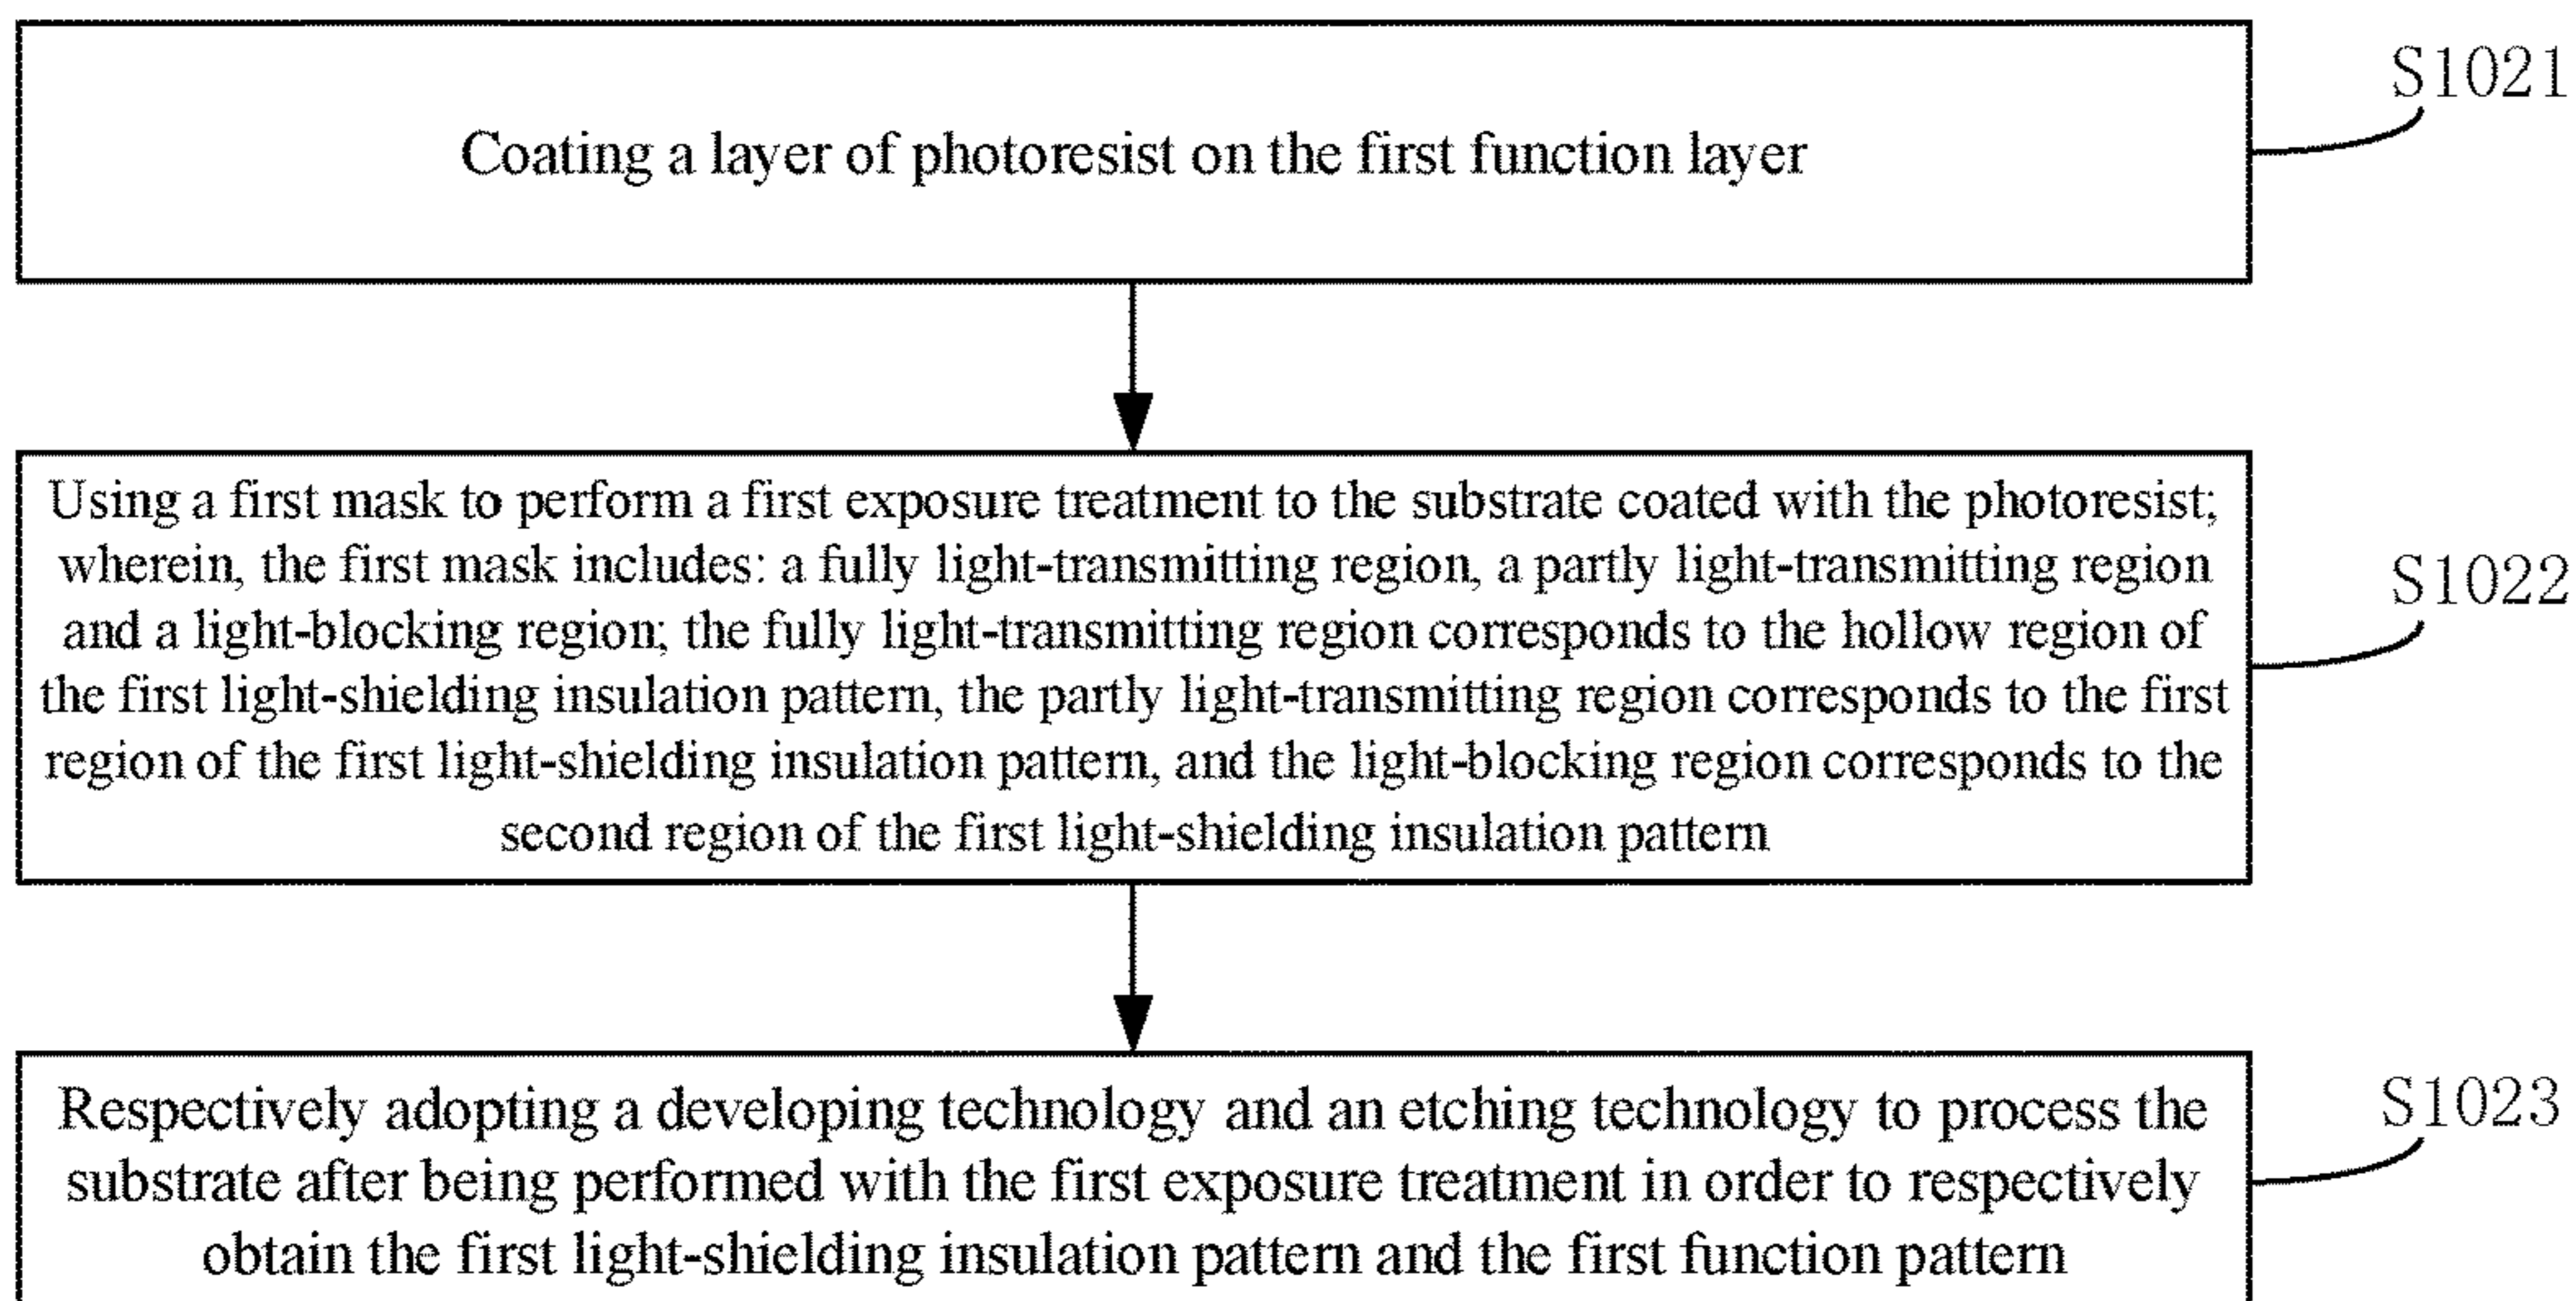 S1021
Coating a layer of photoresist on the first function layer
Using a first mask to perform a first exposure treatment to the substrate coated with the photoresist;
wherein, the first mask includes: a fully light-transmitting region, a partly light-transmitting region
and a light-blocking region; the fully light-transmitting region corresponds to the hollow region of
the first light-shielding insulation pattern, the partly light-transmitting region corresponds to the first
region of the first light-shielding insulation pattern, and the light-blocking region corresponds to the
second region of the first light-shielding insulation pattern
S1022
Respectively adopting a developing technology and an etching technology to process the
substrate after being performed with the first exposure treatment in order to respectively
obtain the first light-shielding insulation pattern and the first function pattern
S1023